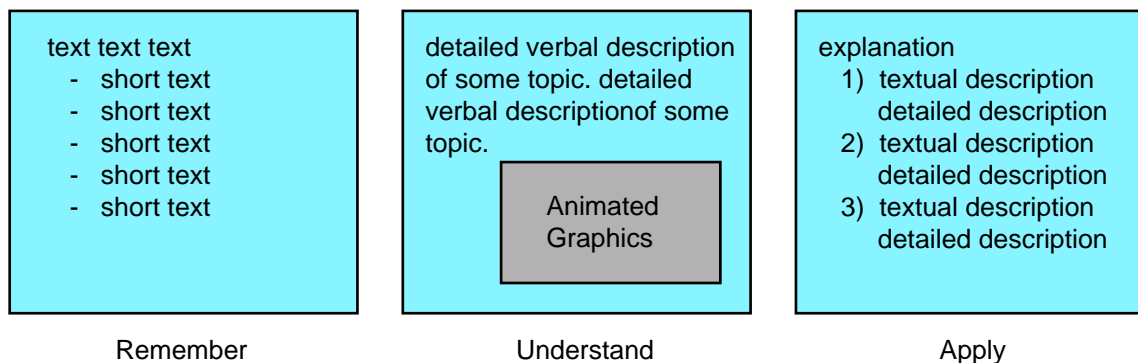 text text text
- short text
- short text
- short text
- short text
- short text
Remember
detailed verbal description
of some topic. detailed
verbal descriptionof some
topic.
Animated
Graphics
Understand
explanation
1) textual description
detailed description
2) textual description
detailed description
3) textual description
detailed description
Apply